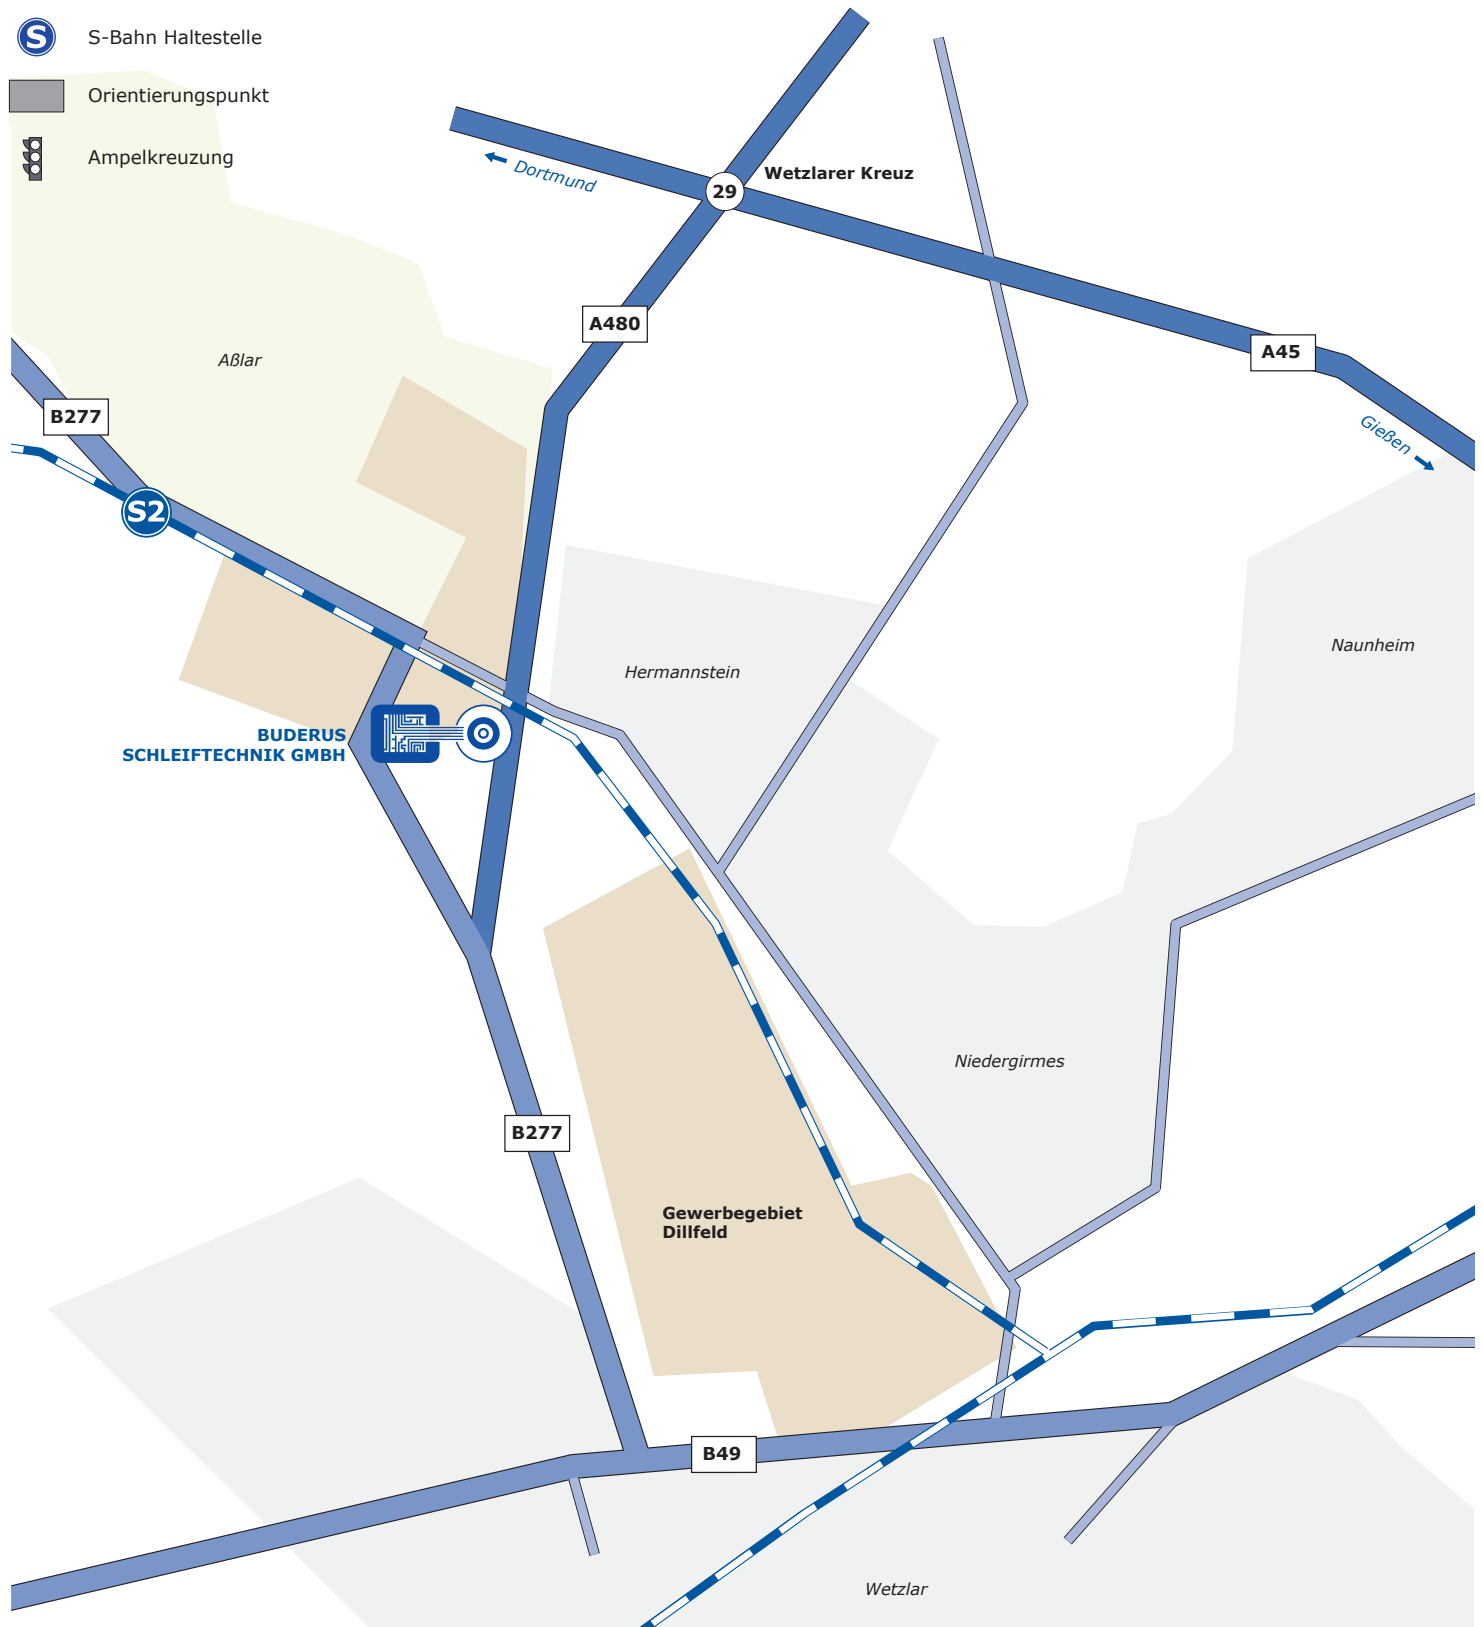 S
S-Bahn Haltestelle
Orientierungspunkt
Ampelkreuzung
Dortmund
29
Wetzlarer Kreuz
A480
A45
Aßlar
B277
Gießen
S2
Hermannstein
Naunheim
BUDERUS
SCHLEIFTECHNIK GMBH
Niedergirmes
B277
Gewerbegebiet
Dillfeld
B49
Wetzlar